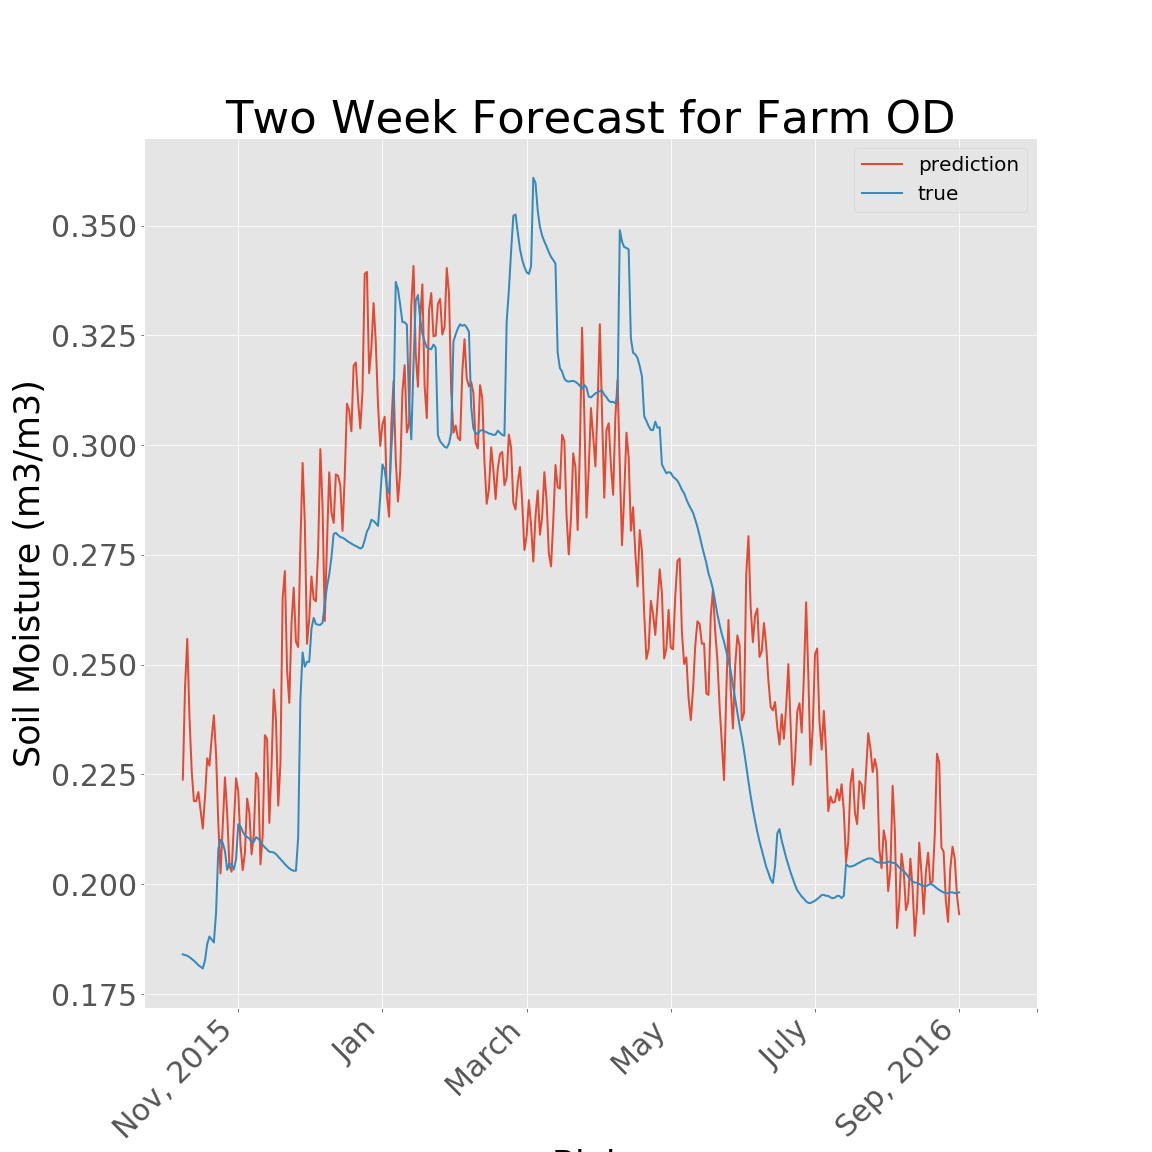 Two Week Forecast for Farm OD
prediction
true
0.350
0.325
0.300
0.275
0.250
0.225
0.200
0.175
Soil Moisture (m3/m3)
Nov, 2015
Jan
March
May
July
Sep, 2016